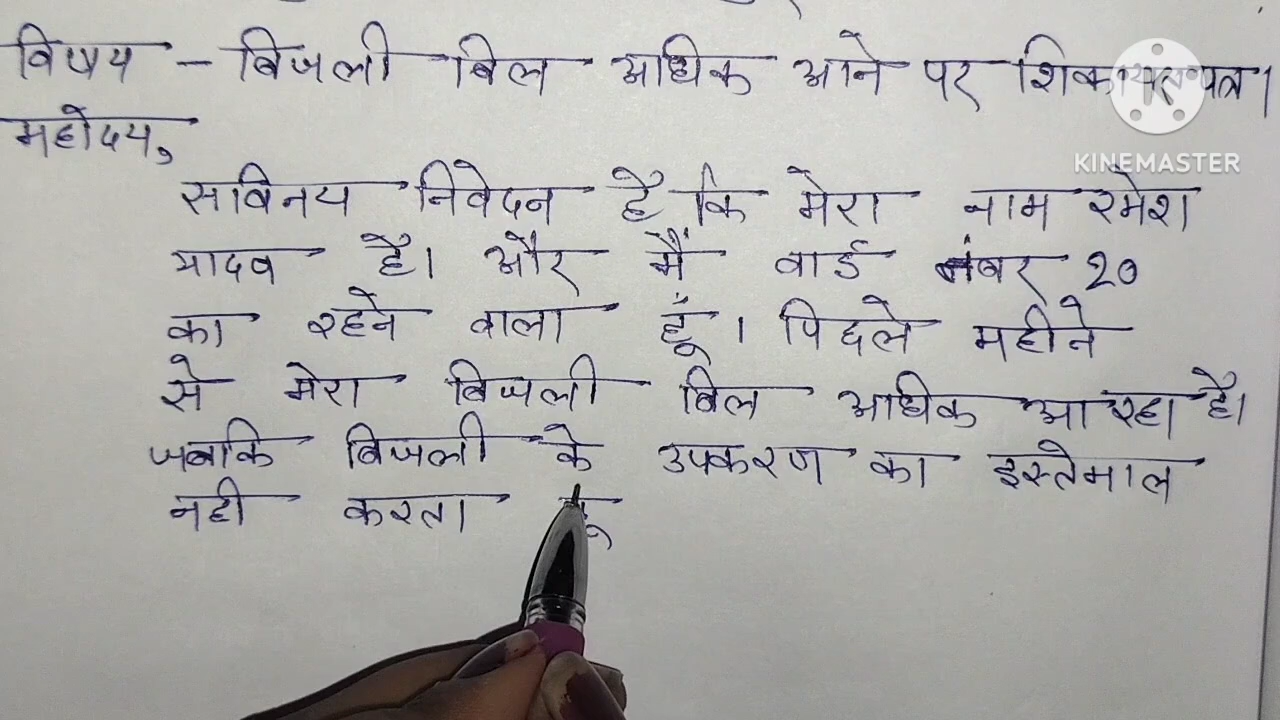 विषय - बिजली बिल अधिक आने पर शिकायत पत्र।
KINEMASTER
महोदय,
सविनय निवेदन है कि मेरा नाम रमेश
यादव है। और मैं वार्ड नंबर 20
का रहने वाला हूँ। पिछले महीने
से मेरा बिजली बिल अधिक आ रहा है।
जबकि बिजली के उपकरण का इस्तेमाल
नही करता हू